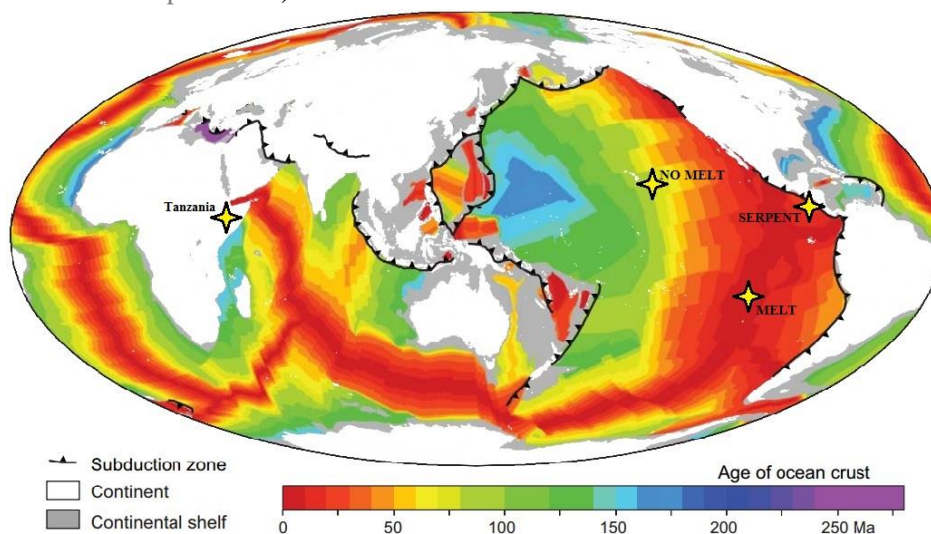 NO MELT
Tanzania
SERPENT
MELT
Subduction zone
Continent
Continental shelf
Age of ocean crust
0 50 100 150 200 250 Ma